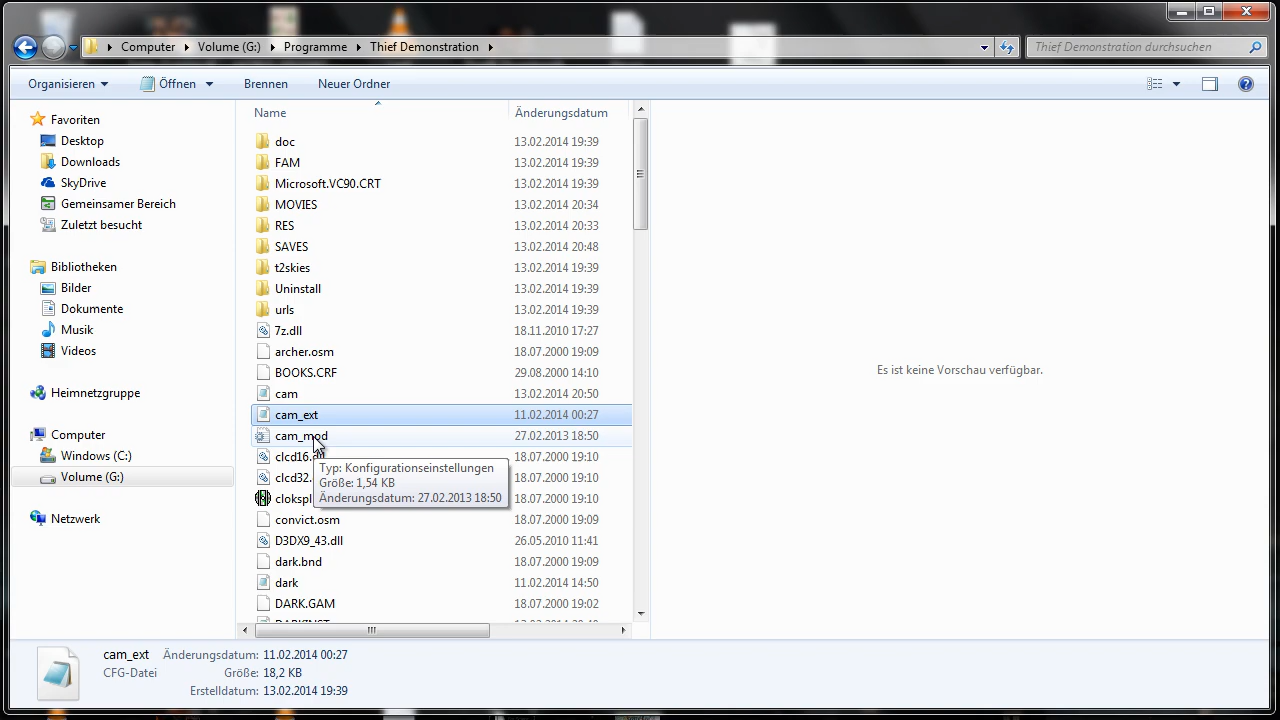 Computer Volume (G:) Programme Thief Demonstration
Thief Demonstration durchsuchen
Organisieren Öffnen Brennen Neuer Ordner
Favoriten
Desktop
Downloads
SkyDrive
Gemeinsamer Bereich
Zuletzt besucht
Bibliotheken
Bilder
Dokumente
Musik
Videos
Heimnetzgruppe
Computer
Windows (C:)
Volume (G:)
Netzwerk
Name Änderungsdatum
doc 13.02.2014 19:39
FAM 13.02.2014 19:39
Microsoft.VC90.CRT 13.02.2014 19:39
MOVIES 13.02.2014 20:34
RES 13.02.2014 20:33
SAVES 13.02.2014 20:48
t2skies 13.02.2014 19:39
Uninstall 13.02.2014 19:39
urls 13.02.2014 19:39
7z.dll 18.11.2010 17:27
archer.osm 18.07.2000 19:09
BOOKS.CRF 29.08.2000 14:10
cam 13.02.2014 20:50
cam_ext 11.02.2014 00:27
cam_mod 27.02.2013 18:50
clcd16. 18.07.2000 19:10
clcd32. 18.07.2000 19:10
clokspl 18.07.2000 19:10
convict.osm 18.07.2000 19:09
D3DX9_43.dll 26.05.2010 11:41
dark.bnd 18.07.2000 19:09
dark 11.02.2014 14:50
DARK.GAM 18.07.2000 19:02
Typ: Konfigurationseinstellungen
Größe: 1,54 KB
Änderungsdatum: 27.02.2013 18:50
Es ist keine Vorschau verfügbar.
cam_ext Änderungsdatum: 11.02.2014 00:27
CFG-Datei Größe: 18,2 KB
Erstelldatum: 13.02.2014 19:39